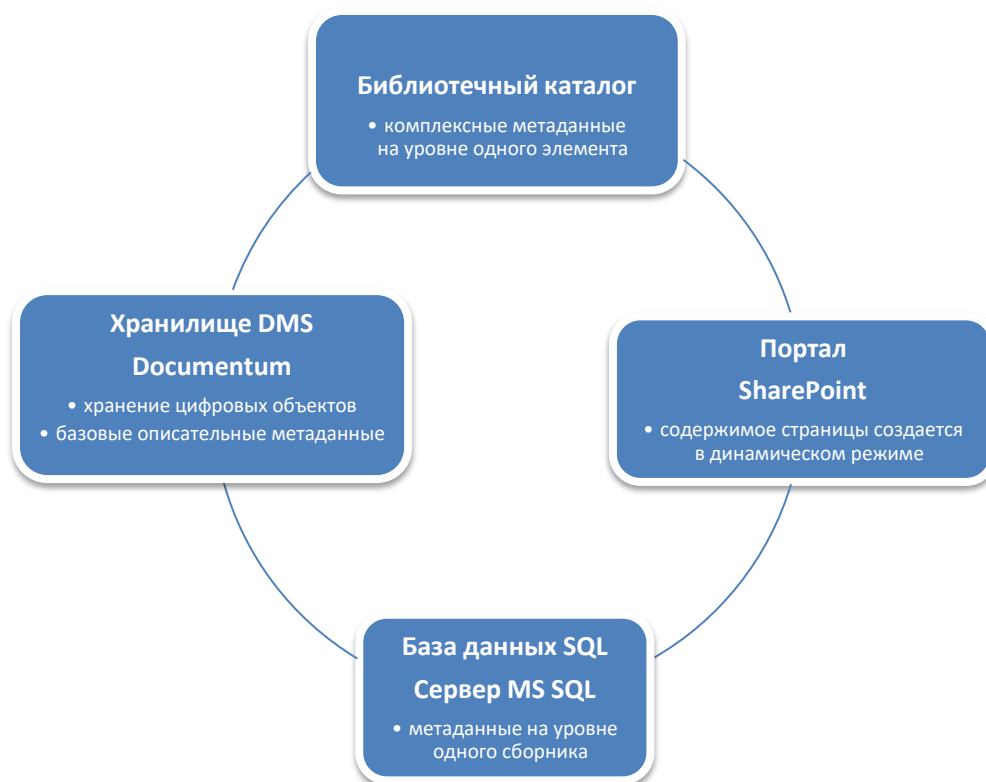 Библиотечный каталог
• комплексные метаданные
на уровне одного элемента
Хранилище DMS
Documentum
• хранение цифровых объектов
• базовые описательные метаданные
Портал
SharePoint
• содержимое страницы создается
в динамическом режиме
База данных SQL
Сервер MS SQL
• метаданные на уровне
одного сборника